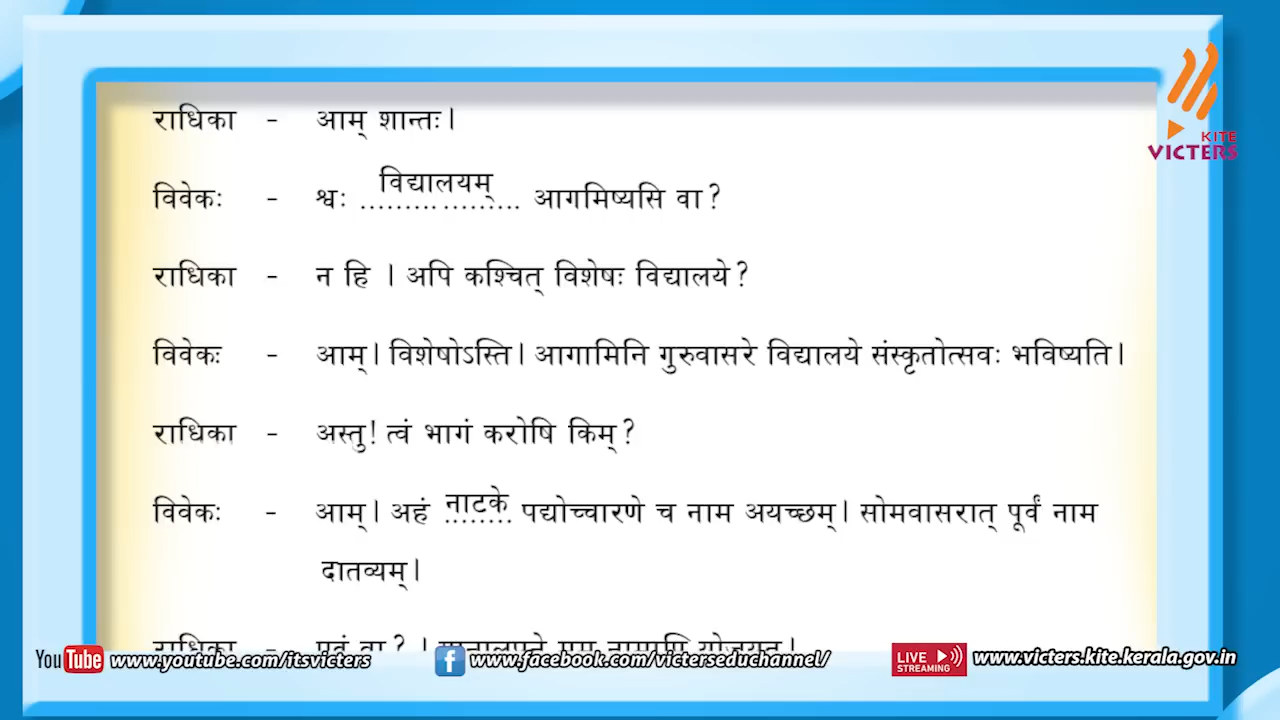 KITE
VICTERS
राधिका - आम् शान्तः।
विवेकः - श्वः विद्यालयम् आगमिष्यसि वा?
राधिका - न हि । अपि कश्चित् विशेषः विद्यालये?
विवेकः - आम्। विशेषोऽस्ति। आगामिनि गुरुवासरे विद्यालये संस्कृतोत्सवः भविष्यति।
राधिका - अस्तु! त्वं भागं करोषि किम्?
विवेकः - आम्। अहं नाटके पद्योच्चारणे च नाम अयच्छम्। सोमवासरात् पूर्वं नाम
दातव्यम्।
राधिका -
YouTube www.youtube.com/itsvicters f www.facebook.com/victerseduchannel/ LIVE STREAMING www.victers.kite.kerala.gov.in